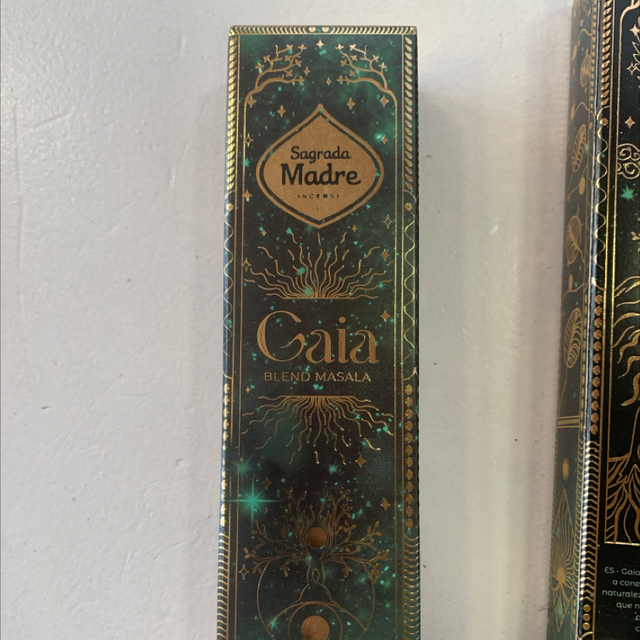 Sagrada
Madre
INCENSE
Gaia
BLEND MASALA
ES · Gaia
a cone
naturale
que